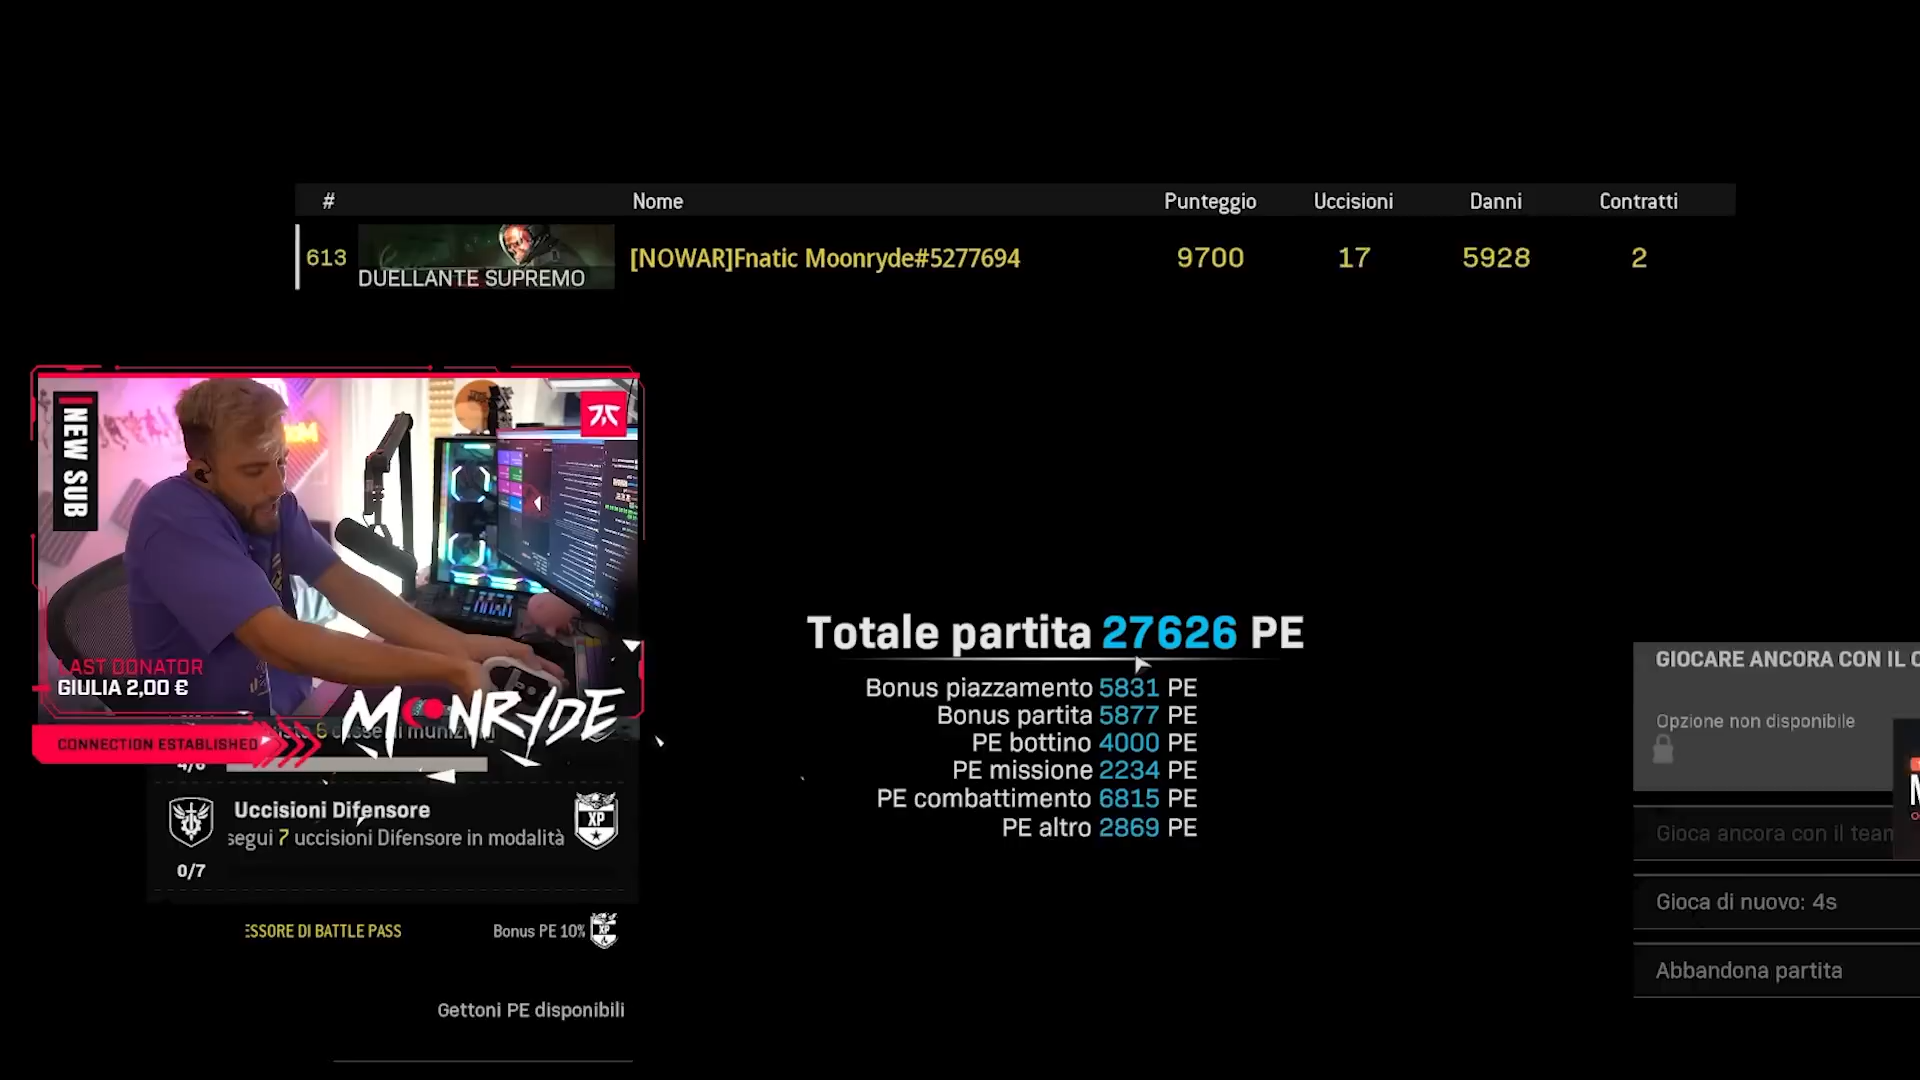 # Nome Punteggio Uccisioni Danni Contratti
613 DUELLANTE SUPREMO [NOWAR]Fnatic Moonryde#5277694 9700 17 5928 2
NEW SUB
LAST DONATOR
GIULIA 2,00 €
MOONRYDE
CONNECTION ESTABLISHED
4/6
Uccisioni Difensore
segui 7 uccisioni Difensore in modalità
XP
0/7
ESSORE DI BATTLE PASS Bonus PE 10% XP
Gettoni PE disponibili
Totale partita 27626 PE
Bonus piazzamento 5831 PE
Bonus partita 5877 PE
PE bottino 4000 PE
PE missione 2234 PE
PE combattimento 6815 PE
PE altro 2869 PE
GIOCARE ANCORA CON IL
Opzione non disponibile
Gioca ancora con il team
Gioca di nuovo: 4s
Abbandona partita